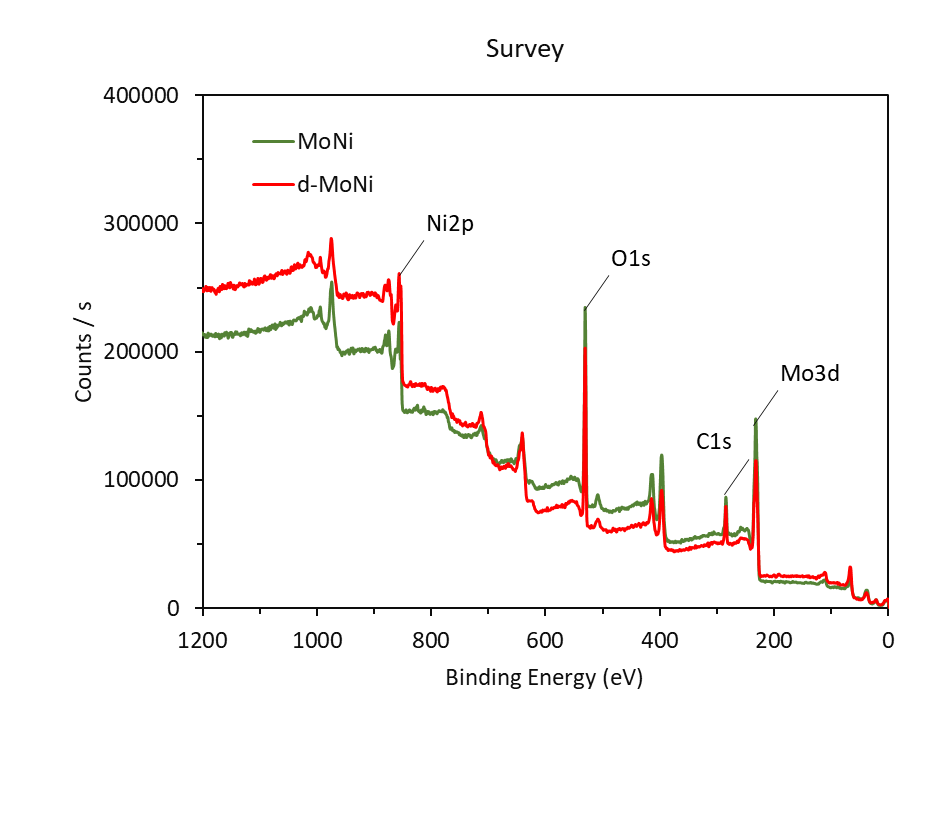 Survey
400000
300000
200000
100000
0
Counts / s
MoNi
d-MoNi
Ni2p
O1s
Mo3d
C1s
1200 1000 800 600 400 200 0
Binding Energy (eV)